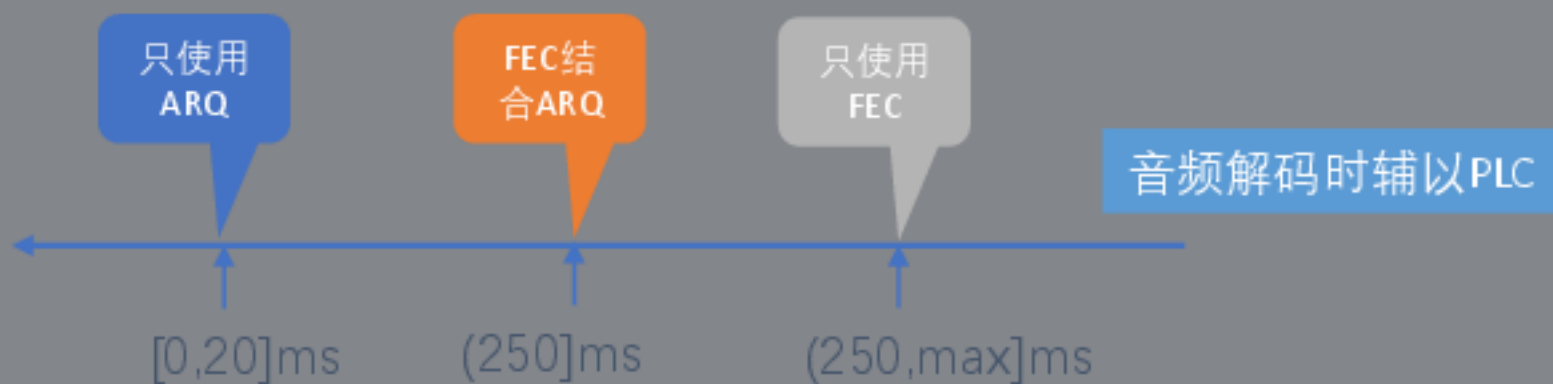 只使用
ARQ
FEC结
合ARQ
只使用
FEC
音频解码时辅以PLC
[0,20]ms
(250]ms
(250,max]ms